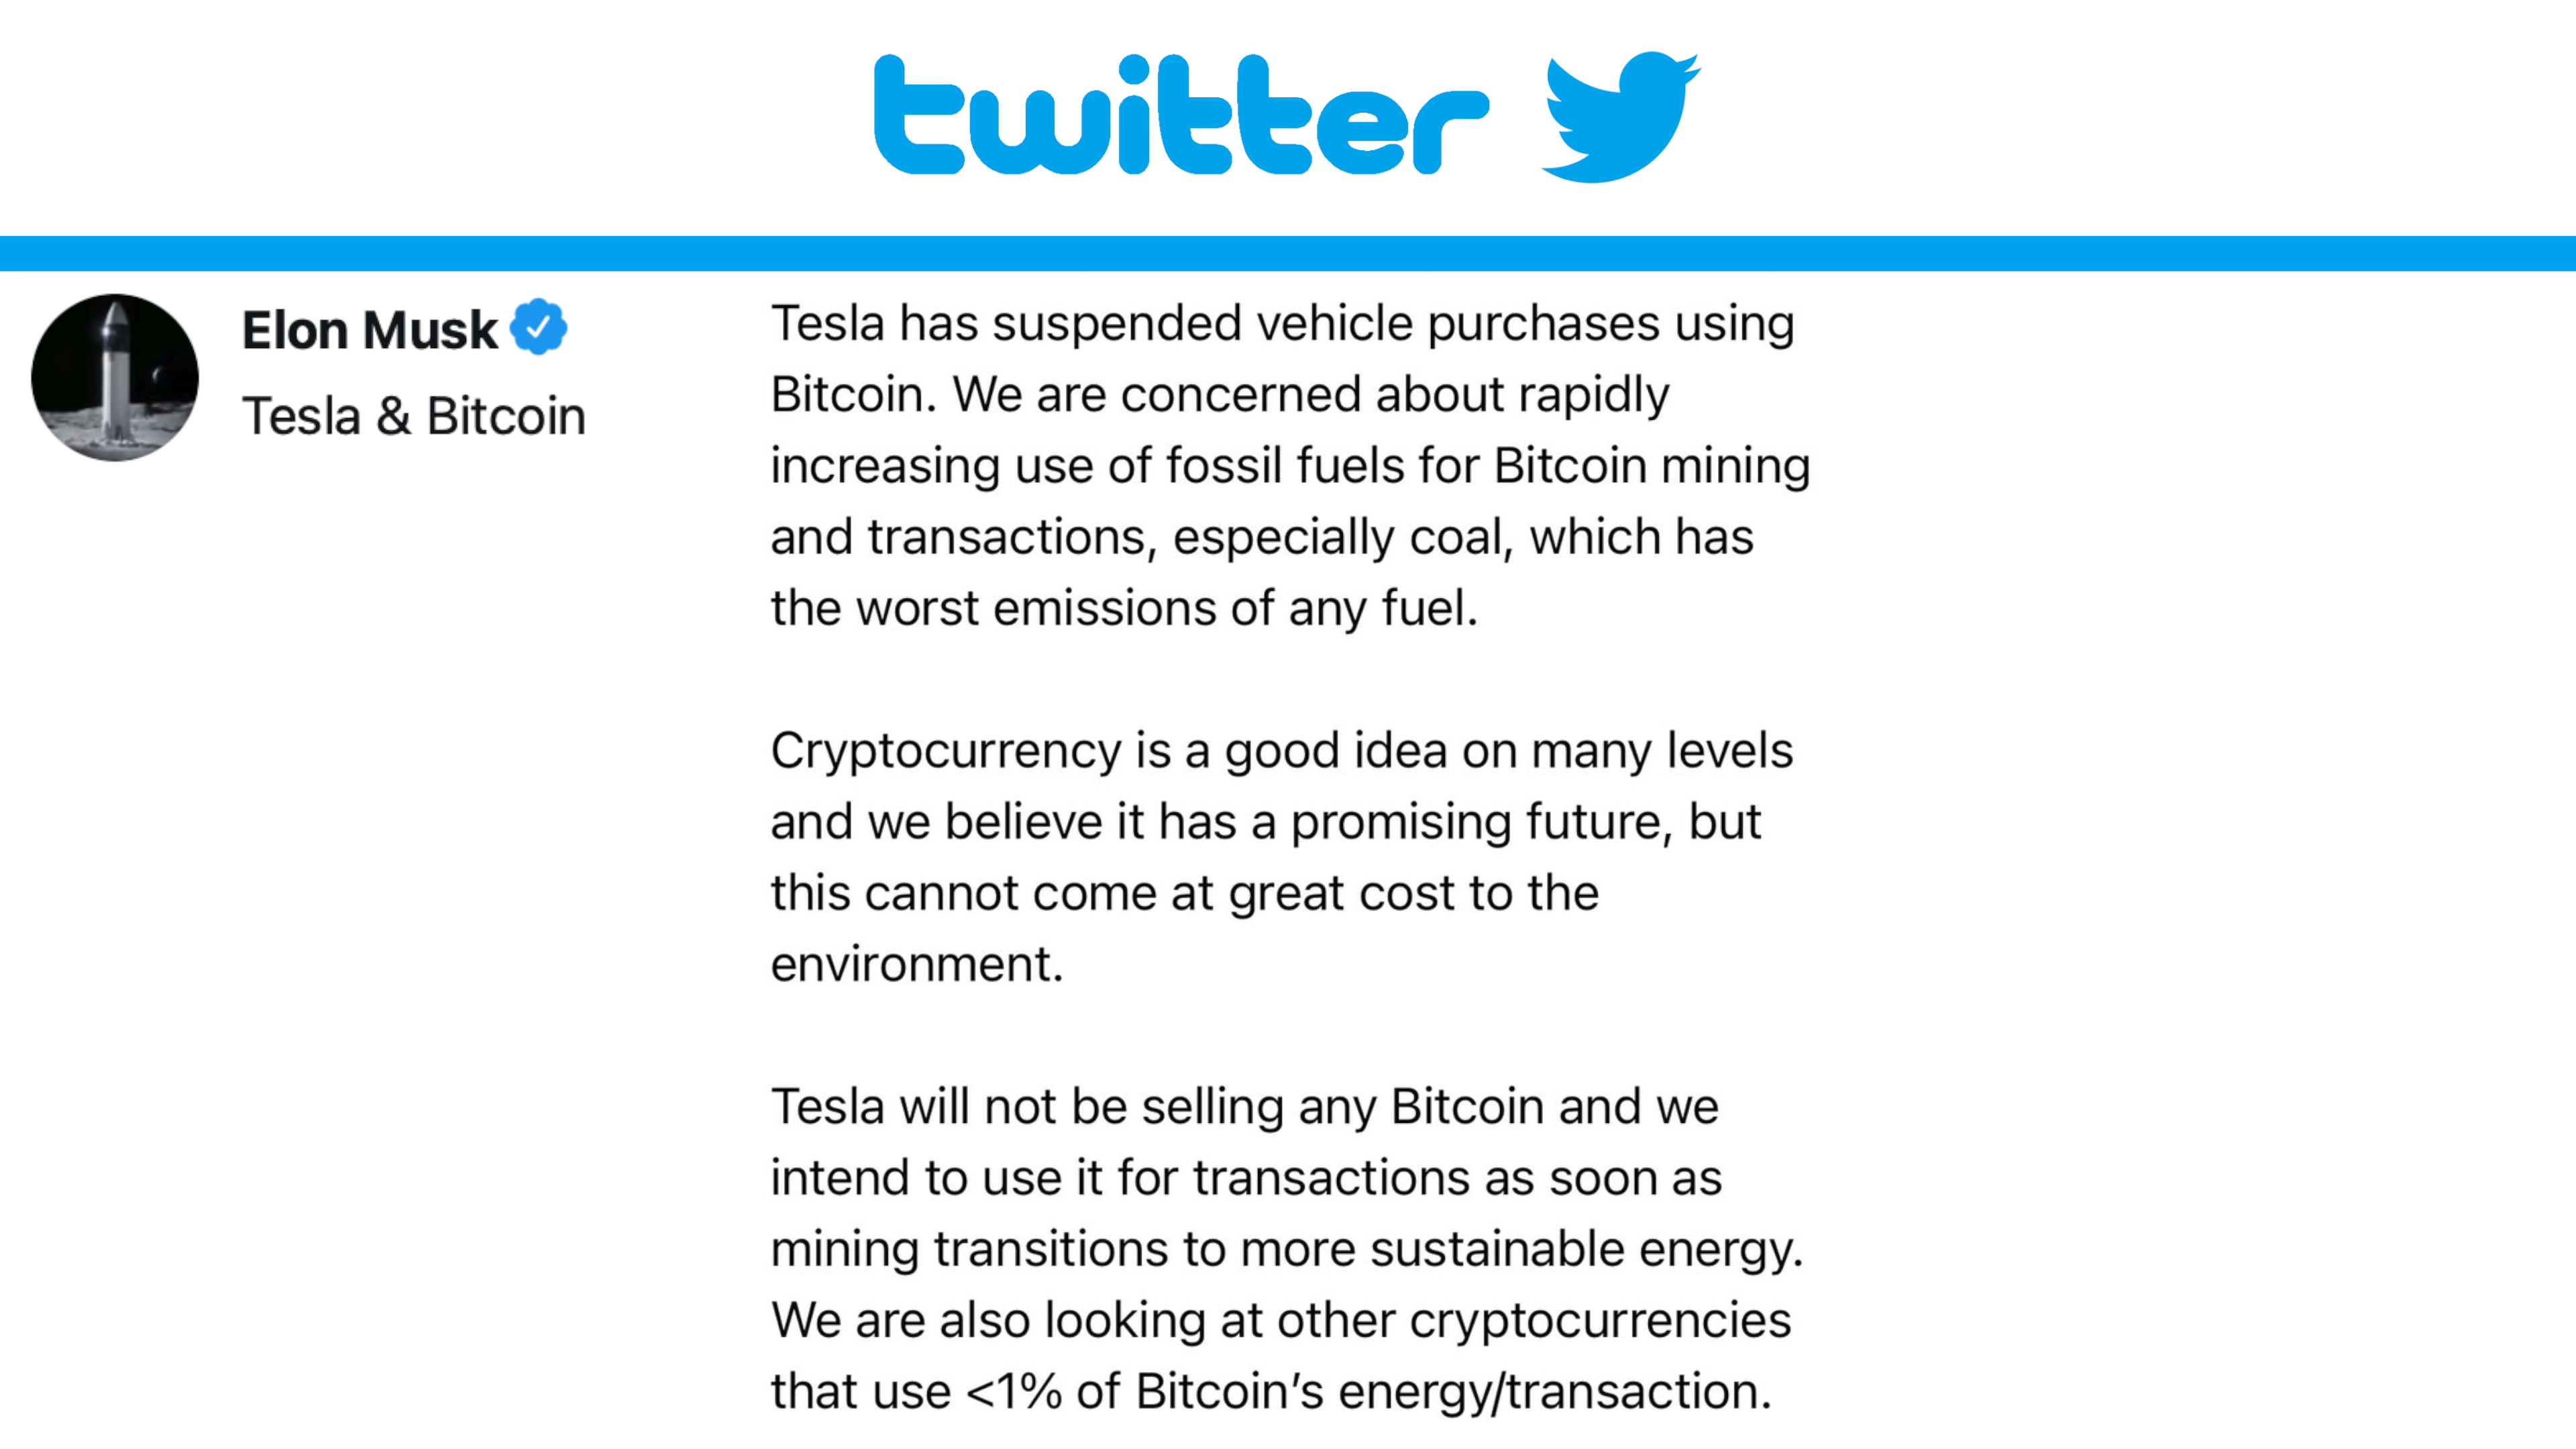 twitter
Elon Musk
Tesla & Bitcoin
Tesla has suspended vehicle purchases using
Bitcoin. We are concerned about rapidly
increasing use of fossil fuels for Bitcoin mining
and transactions, especially coal, which has
the worst emissions of any fuel.
Cryptocurrency is a good idea on many levels
and we believe it has a promising future, but
this cannot come at great cost to the
environment.
Tesla will not be selling any Bitcoin and we
intend to use it for transactions as soon as
mining transitions to more sustainable energy.
We are also looking at other cryptocurrencies
that use <1% of Bitcoin’s energy/transaction.